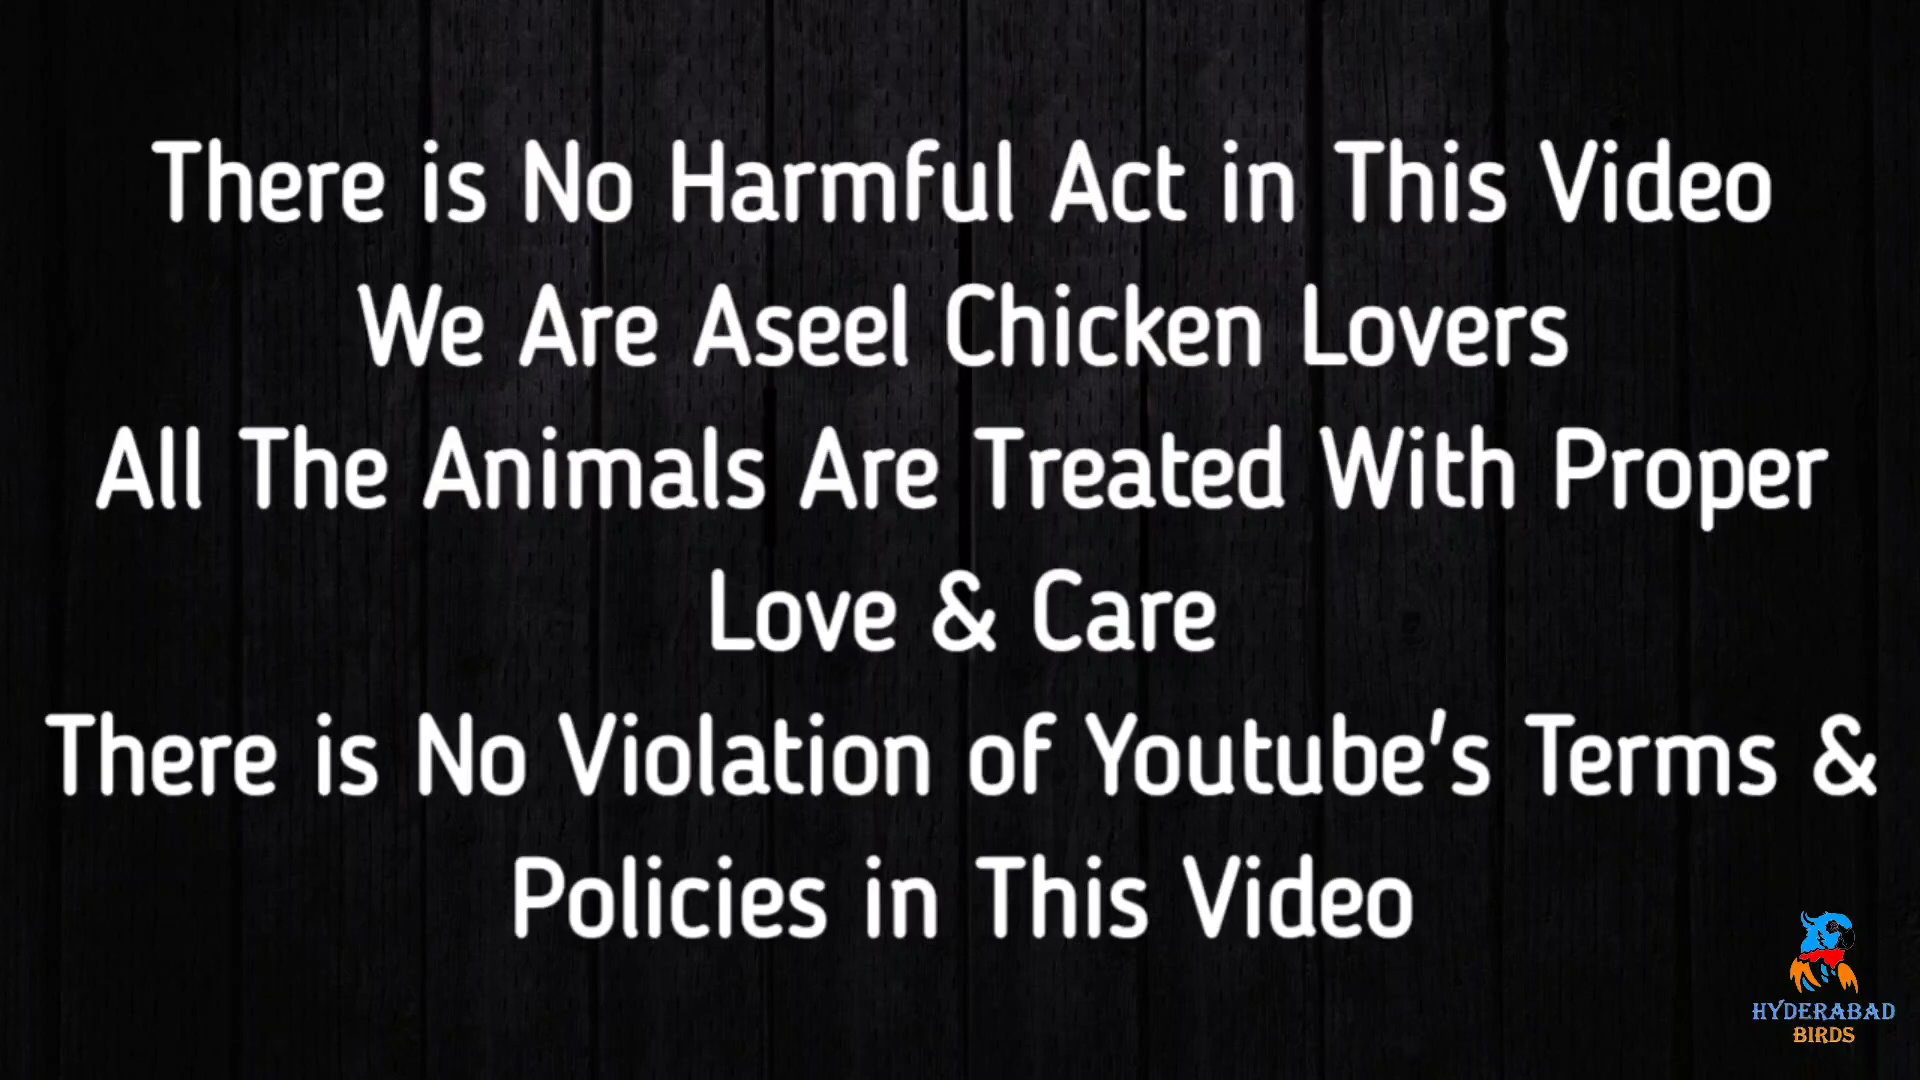 There is No Harmful Act in This Video
We Are Aseel Chicken Lovers
All The Animals Are Treated With Proper
Love & Care
There is No Violation of Youtube's Terms &
Policies in This Video
HYDERABAD
BIRDS